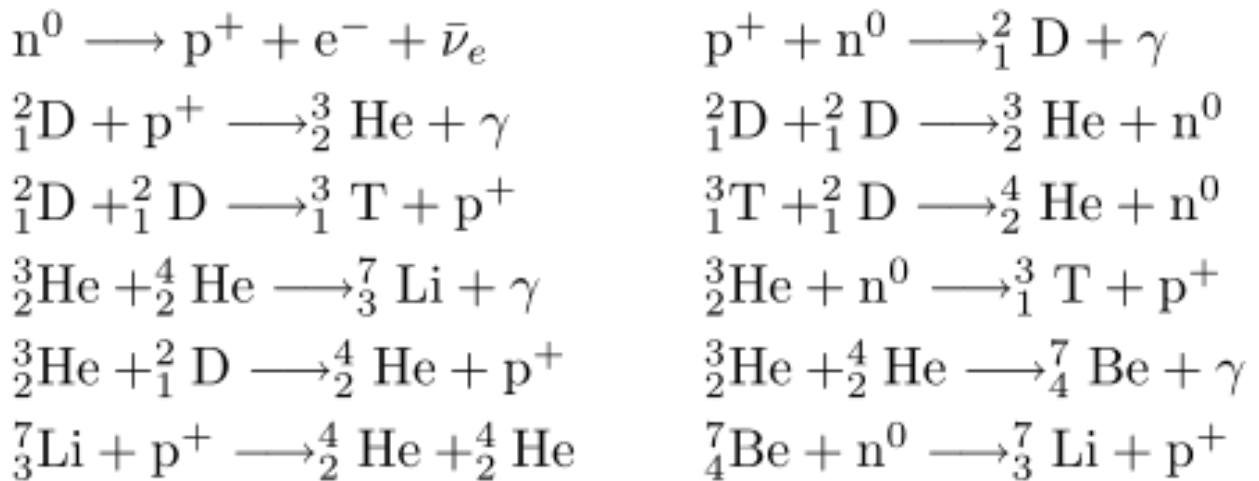 n⁰ ⟶ p⁺ + e⁻ + ν̄ₑ
p⁺ + n⁰ ⟶ ²₁D + γ
²₁D + p⁺ ⟶ ³₂He + γ
²₁D + ²₁D ⟶ ³₂He + n⁰
²₁D + ²₁D ⟶ ³₁T + p⁺
³₁T + ²₁D ⟶ ⁴₂He + n⁰
³₂He + ⁴₂He ⟶ ⁷₃Li + γ
³₂He + n⁰ ⟶ ³₁T + p⁺
³₂He + ²₁D ⟶ ⁴₂He + p⁺
³₂He + ⁴₂He ⟶ ⁷₄Be + γ
⁷₃Li + p⁺ ⟶ ⁴₂He + ⁴₂He
⁷₄Be + n⁰ ⟶ ⁷₃Li + p⁺